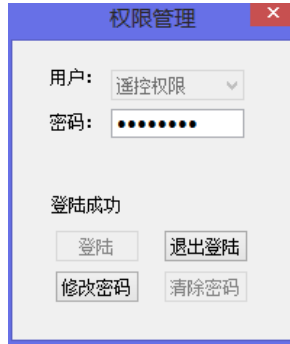 权限管理
用户: 遥控权限
密码: ••••••••
登陆成功
登陆 退出登陆
修改密码 清除密码